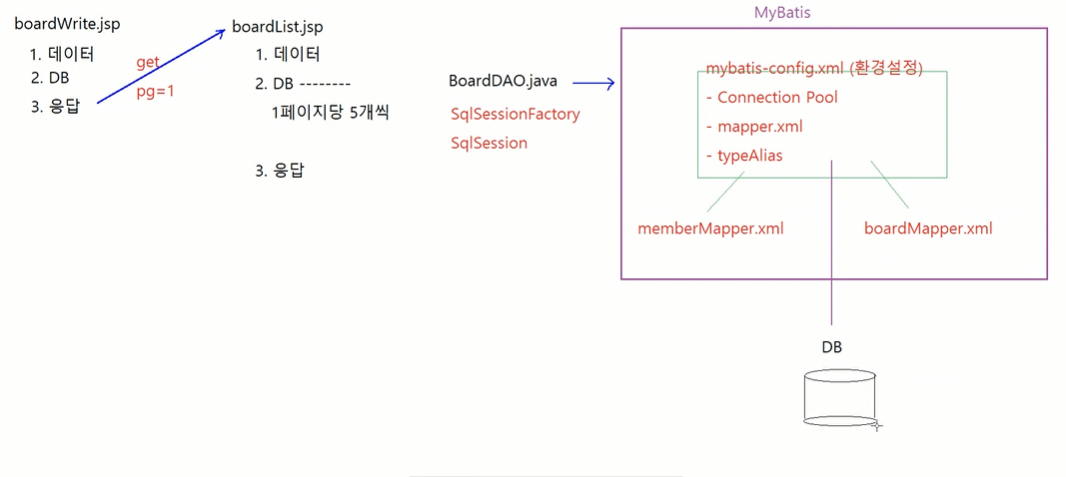 boardWrite.jsp
1. 데이터
2. DB
3. 응답
get
pg=1
boardList.jsp
1. 데이터
2. DB --------
1페이지당 5개씩
3. 응답
BoardDAO.java
SqlSessionFactory
SqlSession
MyBatis
mybatis-config.xml (환경설정)
- Connection Pool
- mapper.xml
- typeAlias
memberMapper.xml
boardMapper.xml
DB